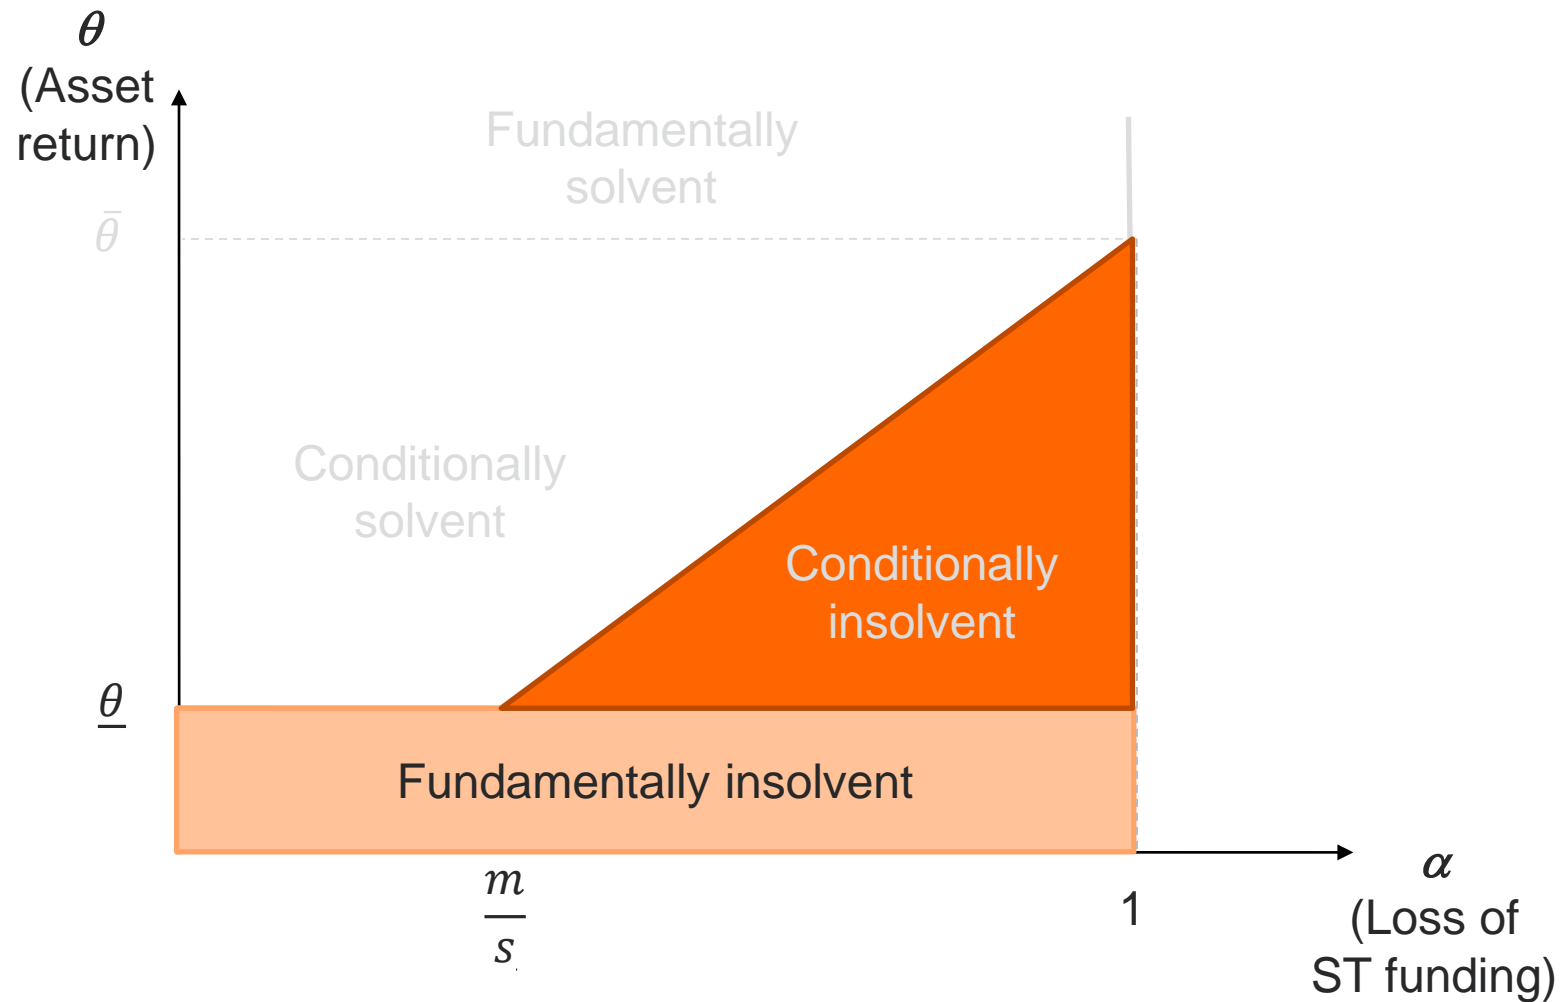 θ
(Asset
return)
Fundamentally
solvent
θ̄
Conditionally
solvent
Conditionally
insolvent
θ̲
Fundamentally insolvent
m
s
1
α
(Loss of
ST funding)